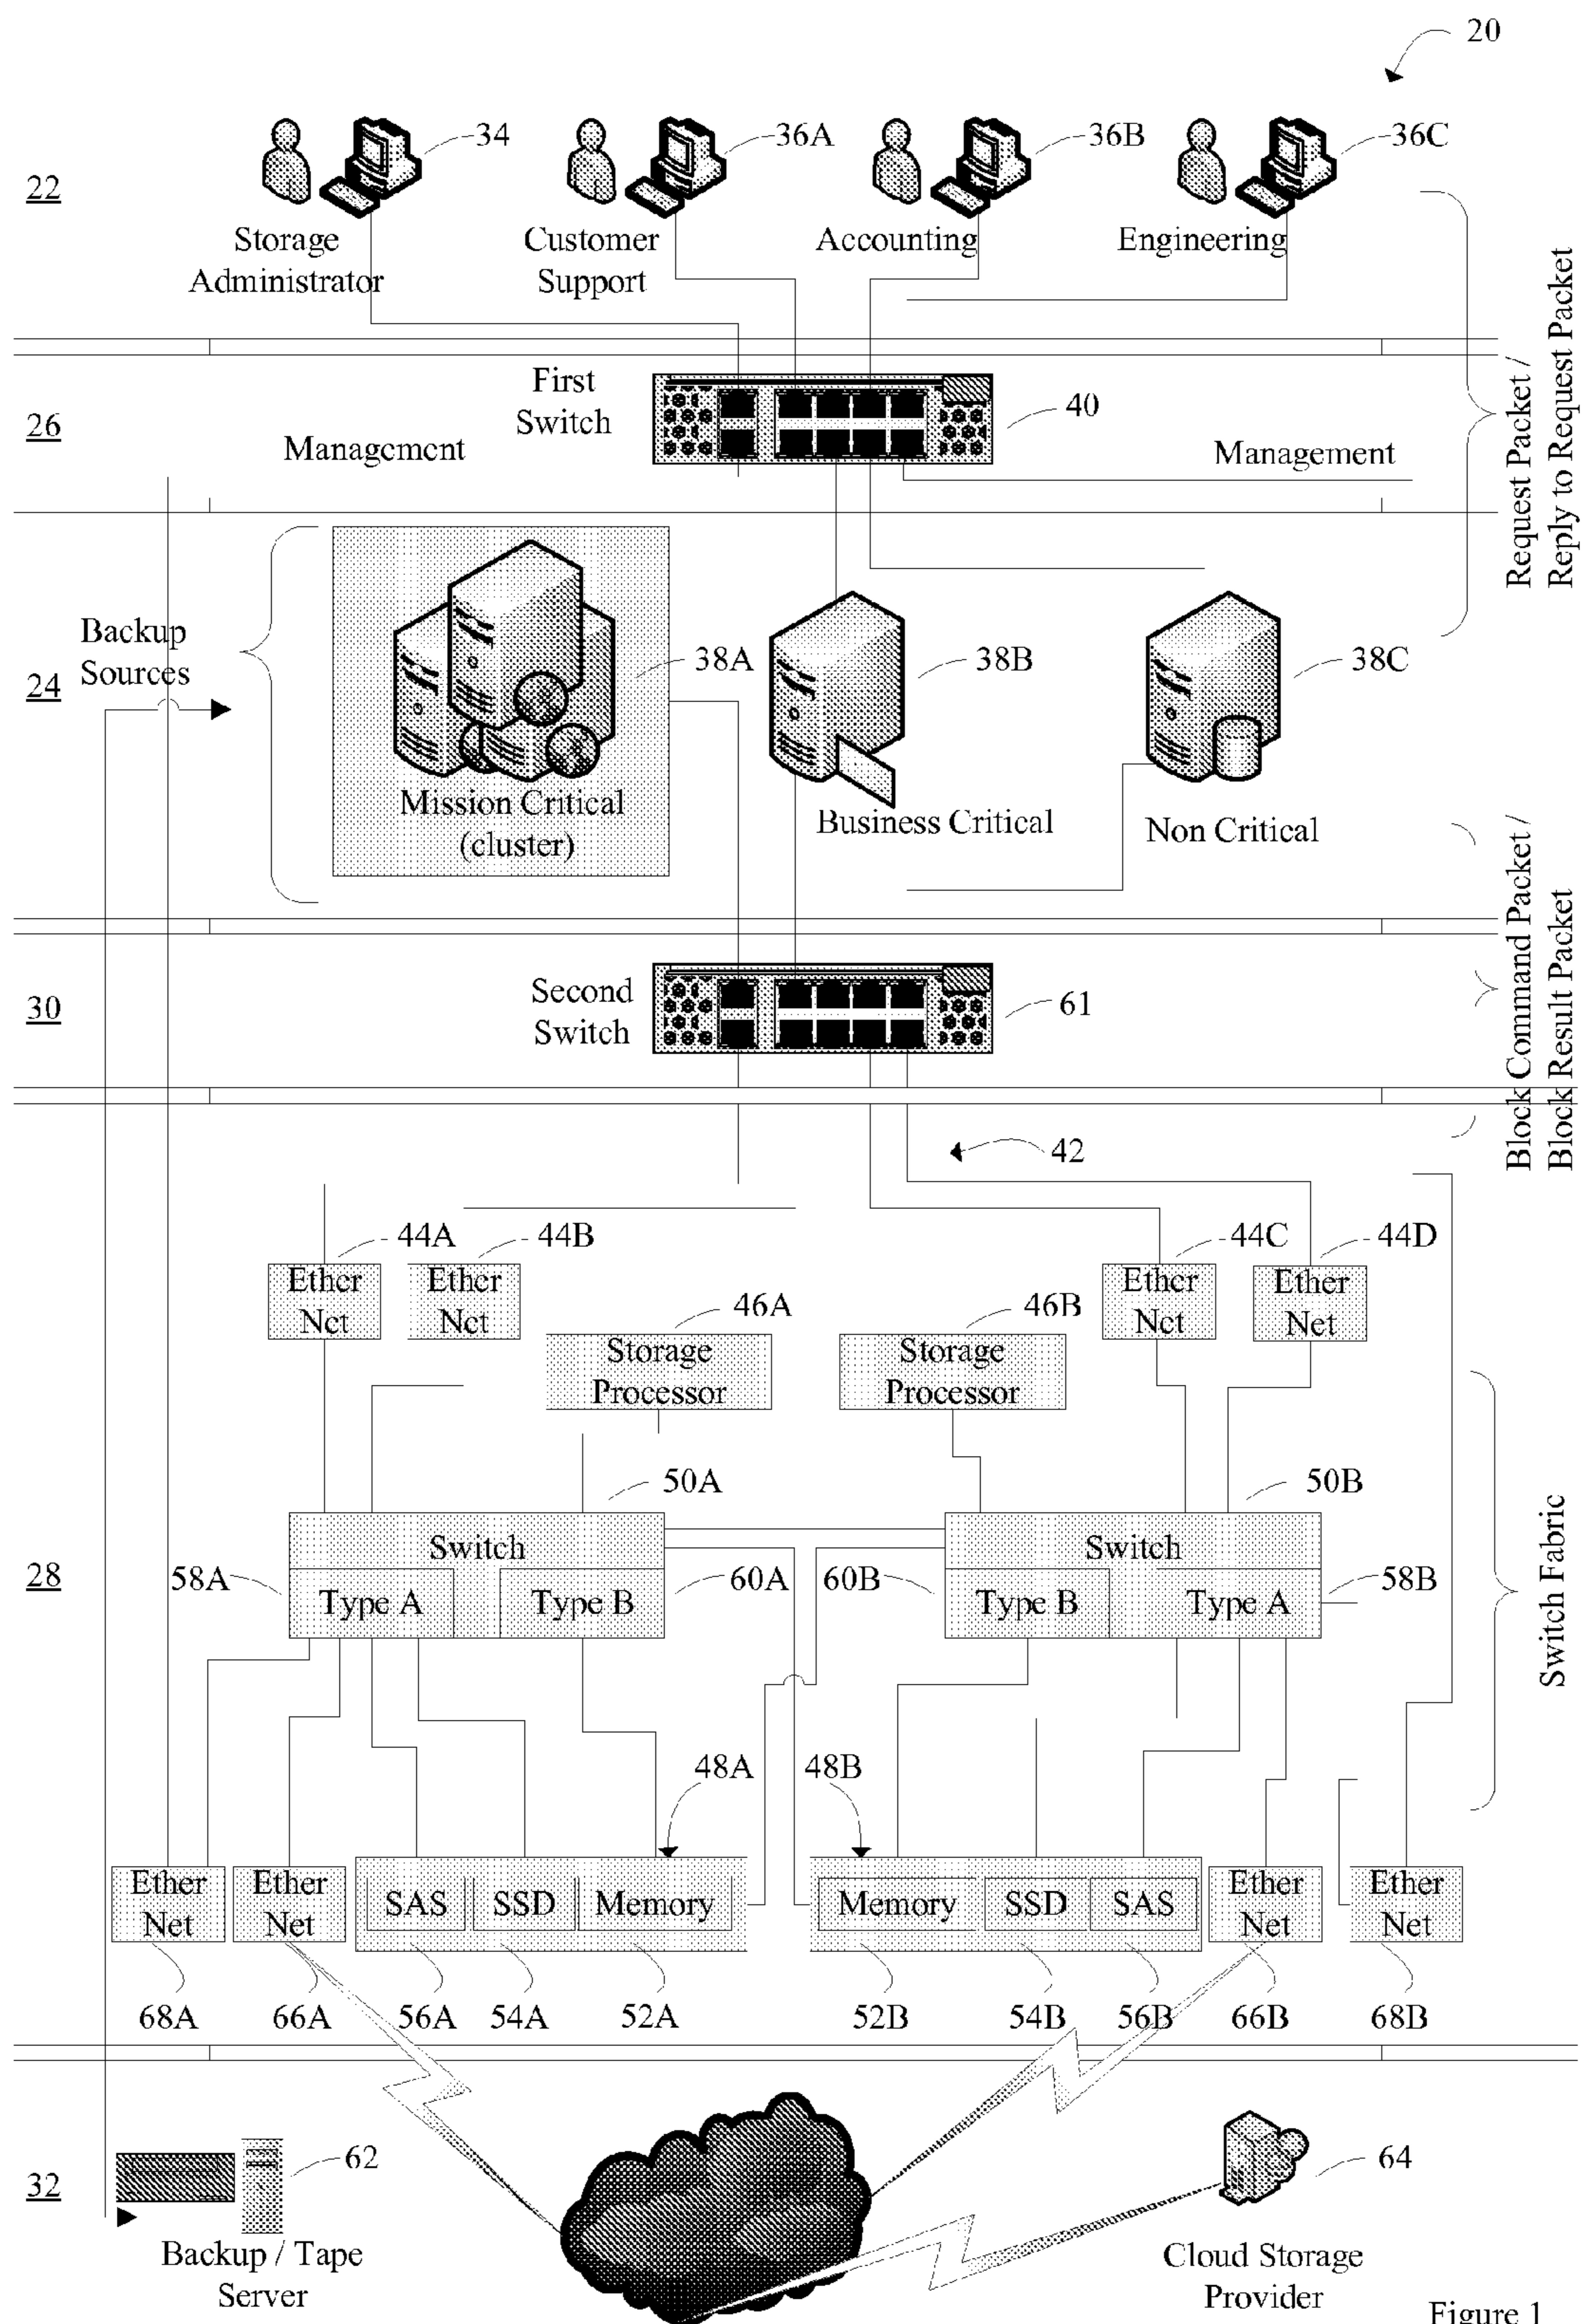 20
34
36A
36B
36C
22
Storage
Administrator
Customer
Support
Accounting
Engineering
Request Packet /
Reply to Request Packet
First
Switch
40
26
Management
Management
Backup
Sources
24
38A
38B
38C
Mission Critical
(cluster)
Business Critical
Non Critical
Block Command Packet /
Block Result Packet
Second
Switch
61
30
42
44A
44B
44C
44D
Ether
Net
Ether
Net
Ether
Net
Ether
Net
46A
46B
Storage
Processor
Storage
Processor
50A
50B
Switch
Switch
28
58A
Type A
Type B
60A
60B
Type B
Type A
58B
Switch Fabric
48A
48B
Ether
Net
Ether
Net
SAS
SSD
Memory
Memory
SSD
SAS
Ether
Net
Ether
Net
68A
66A
56A
54A
52A
52B
54B
56B
66B
68B
32
62
64
Backup / Tape
Server
Cloud Storage
Provider
Figure 1